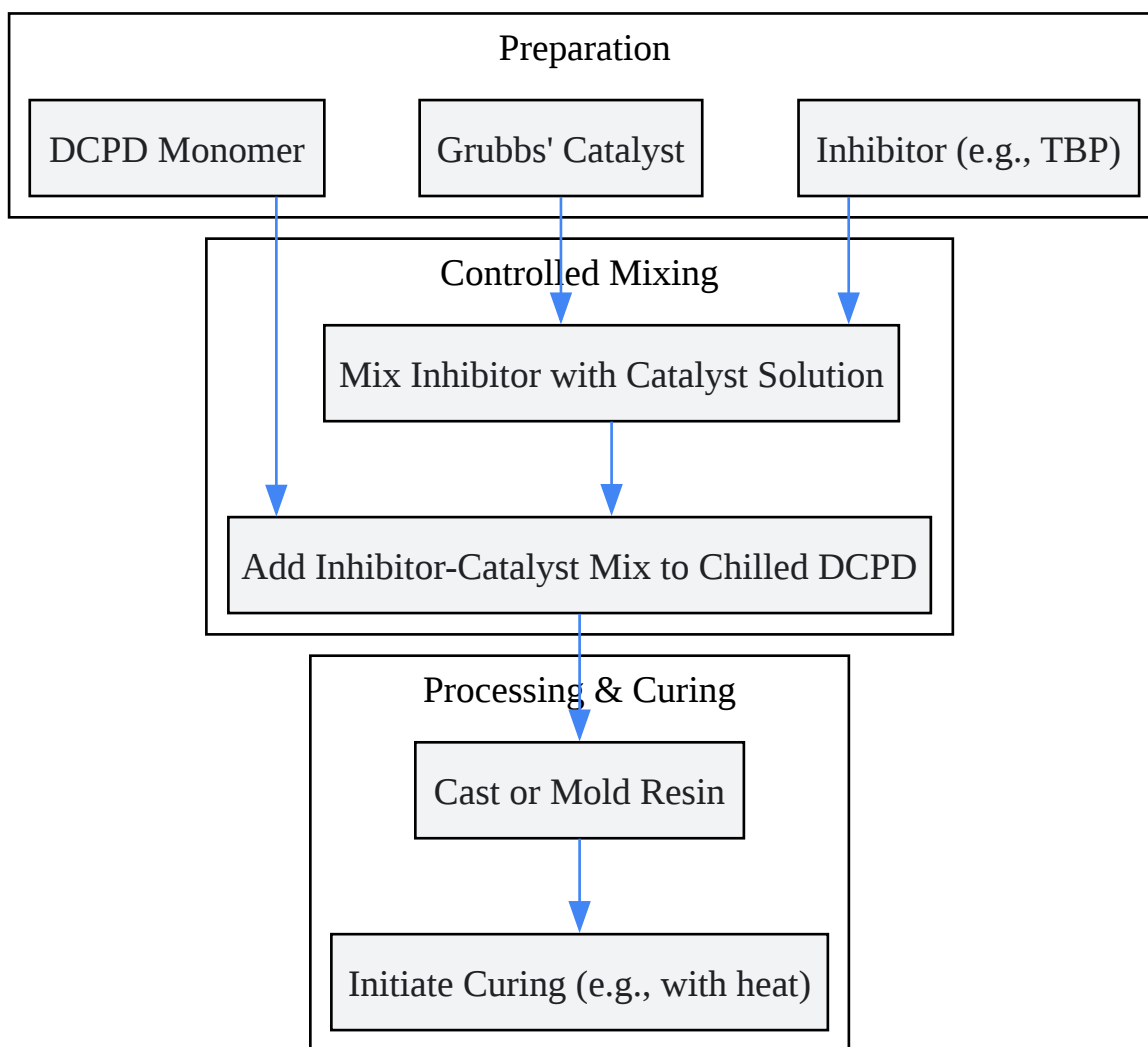 Preparation
DCPD Monomer
Grubbs' Catalyst
Inhibitor (e.g., TBP)
Controlled Mixing
Mix Inhibitor with Catalyst Solution
Add Inhibitor-Catalyst Mix to Chilled DCPD
Processing & Curing
Cast or Mold Resin
Initiate Curing (e.g., with heat)